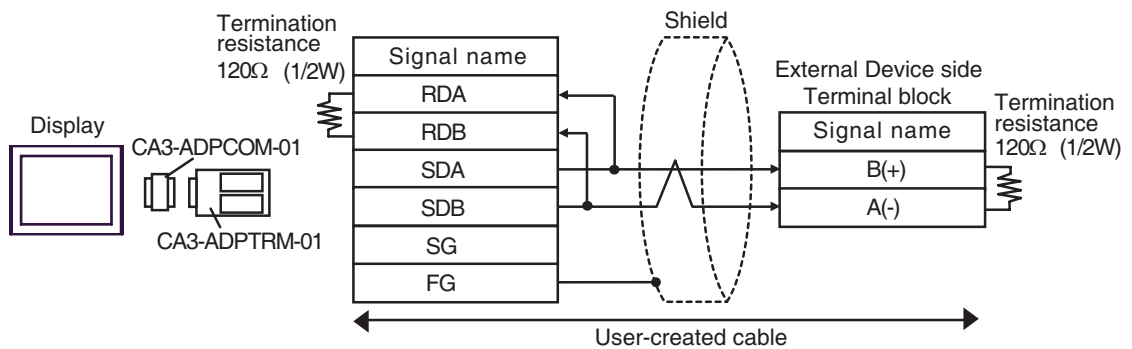 Display
CA3-ADPCOM-01
CA3-ADPTRM-01
Termination
resistance
120Ω (1/2W)
Signal name
RDA
RDB
SDA
SDB
SG
FG
Shield
External Device side
Terminal block
Signal name
B(+)
A(-)
Termination
resistance
120Ω (1/2W)
User-created cable